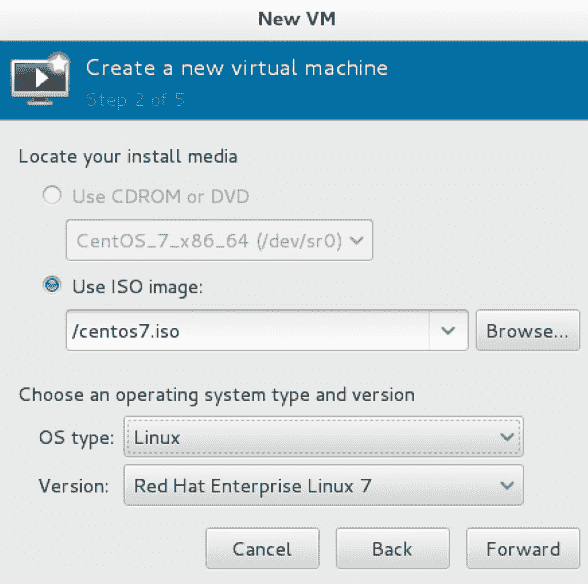 New VM
Create a new virtual machine
Step 2 of 5
Locate your install media
Use CDROM or DVD
CentOS_7_x86_64 (/dev/sr0)
Use ISO image:
/centos7.iso Browse...
Choose an operating system type and version
OS type: Linux
Version: Red Hat Enterprise Linux 7
Cancel Back Forward